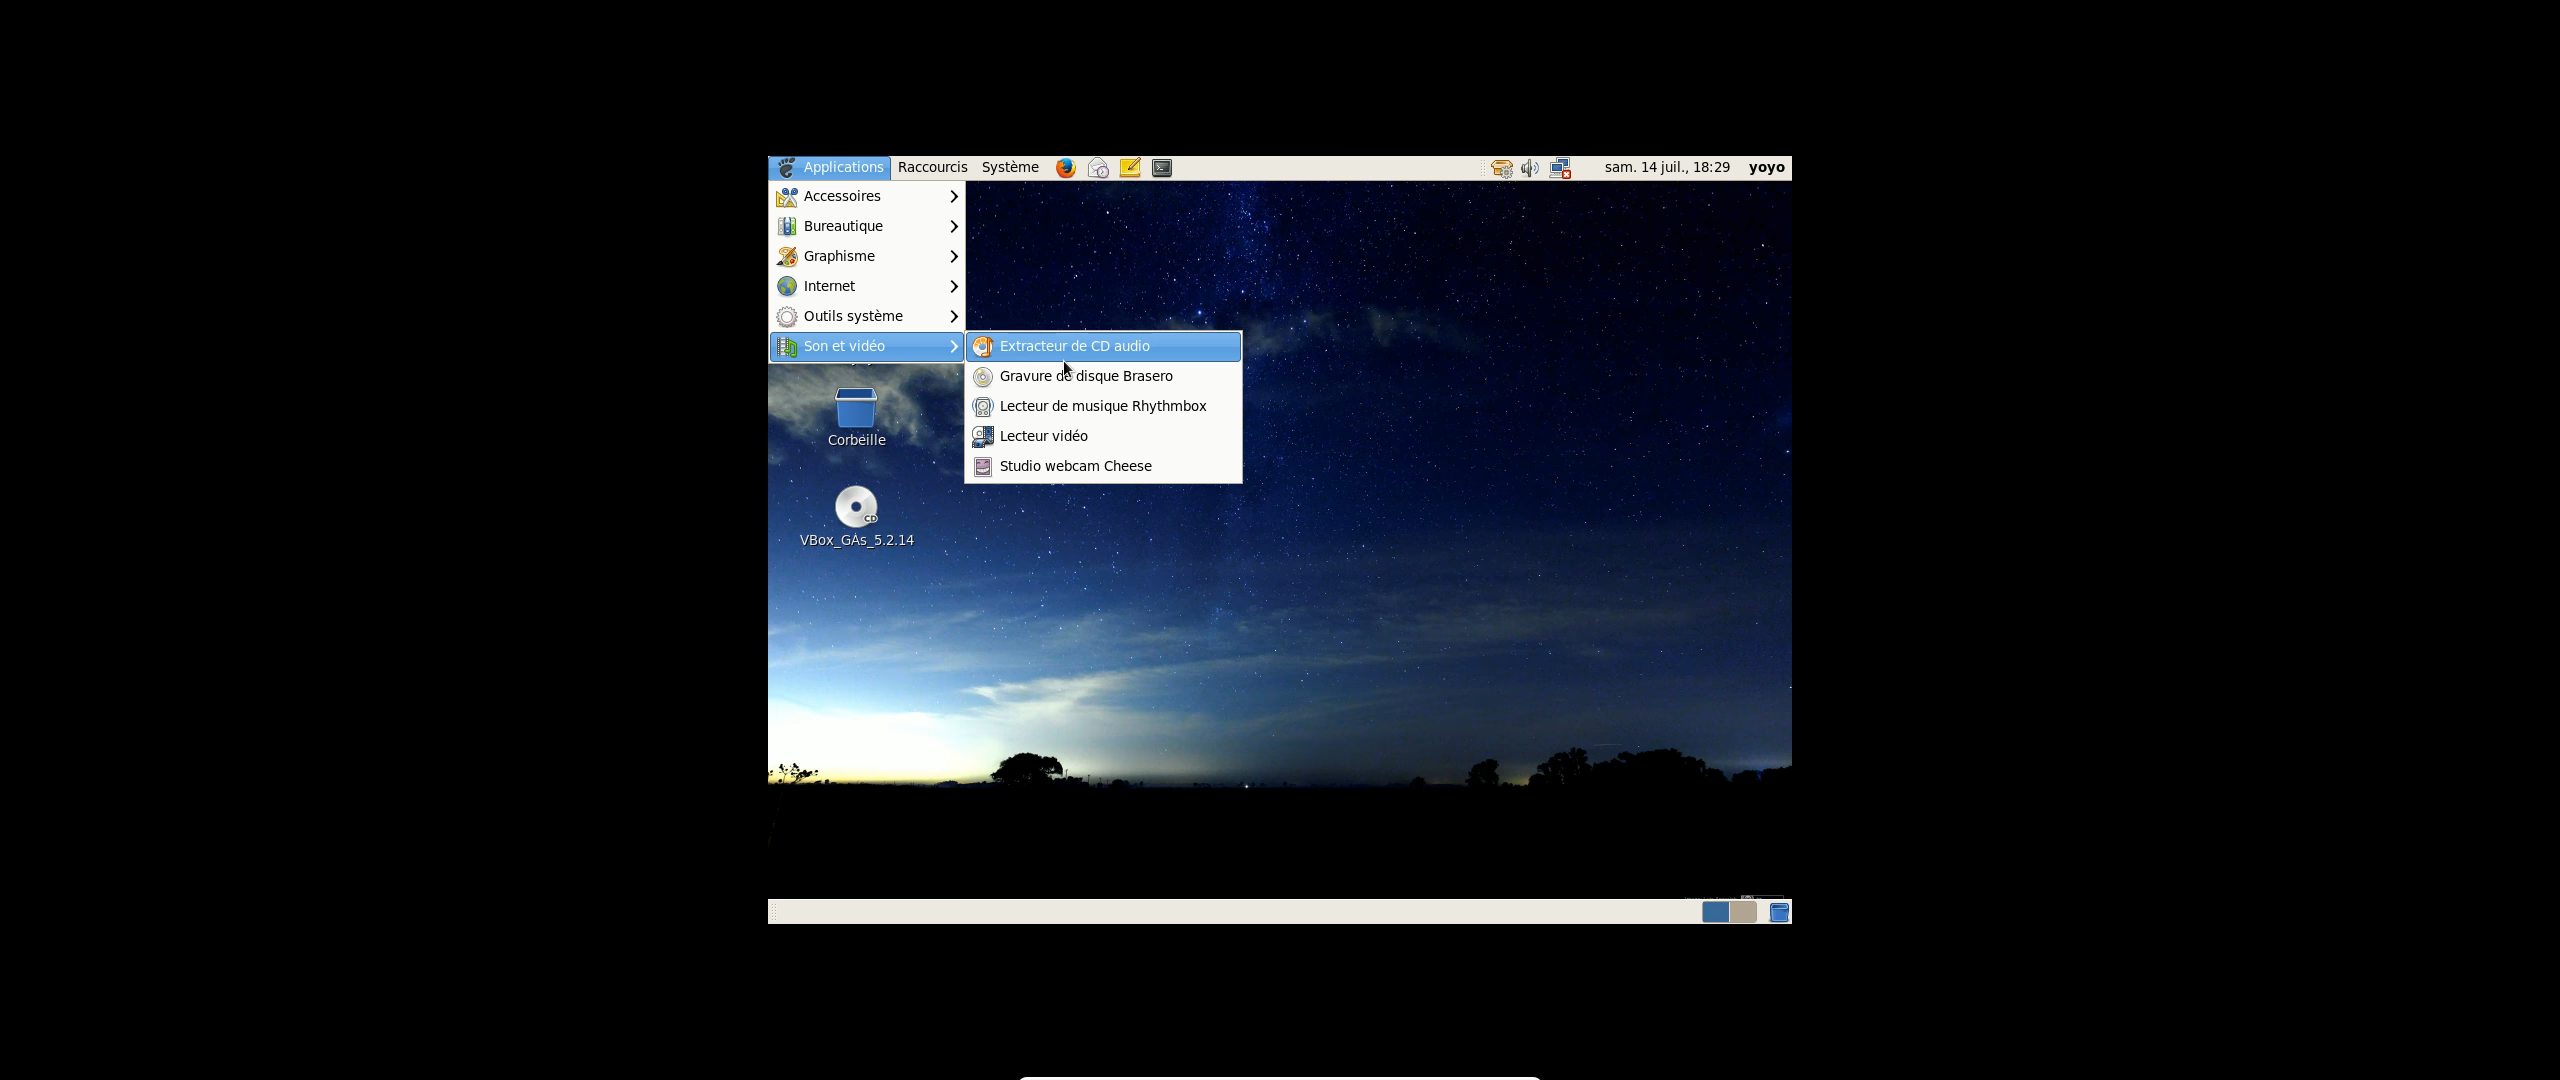 Applications Raccourcis Système sam. 14 juil., 18:29 yoyo
Accessoires
Bureautique
Graphisme
Internet
Outils système
Son et vidéo
Extracteur de CD audio
Gravure de disque Brasero
Lecteur de musique Rhythmbox
Lecteur vidéo
Studio webcam Cheese
Corbeille
CD
VBox_GAs_5.2.14